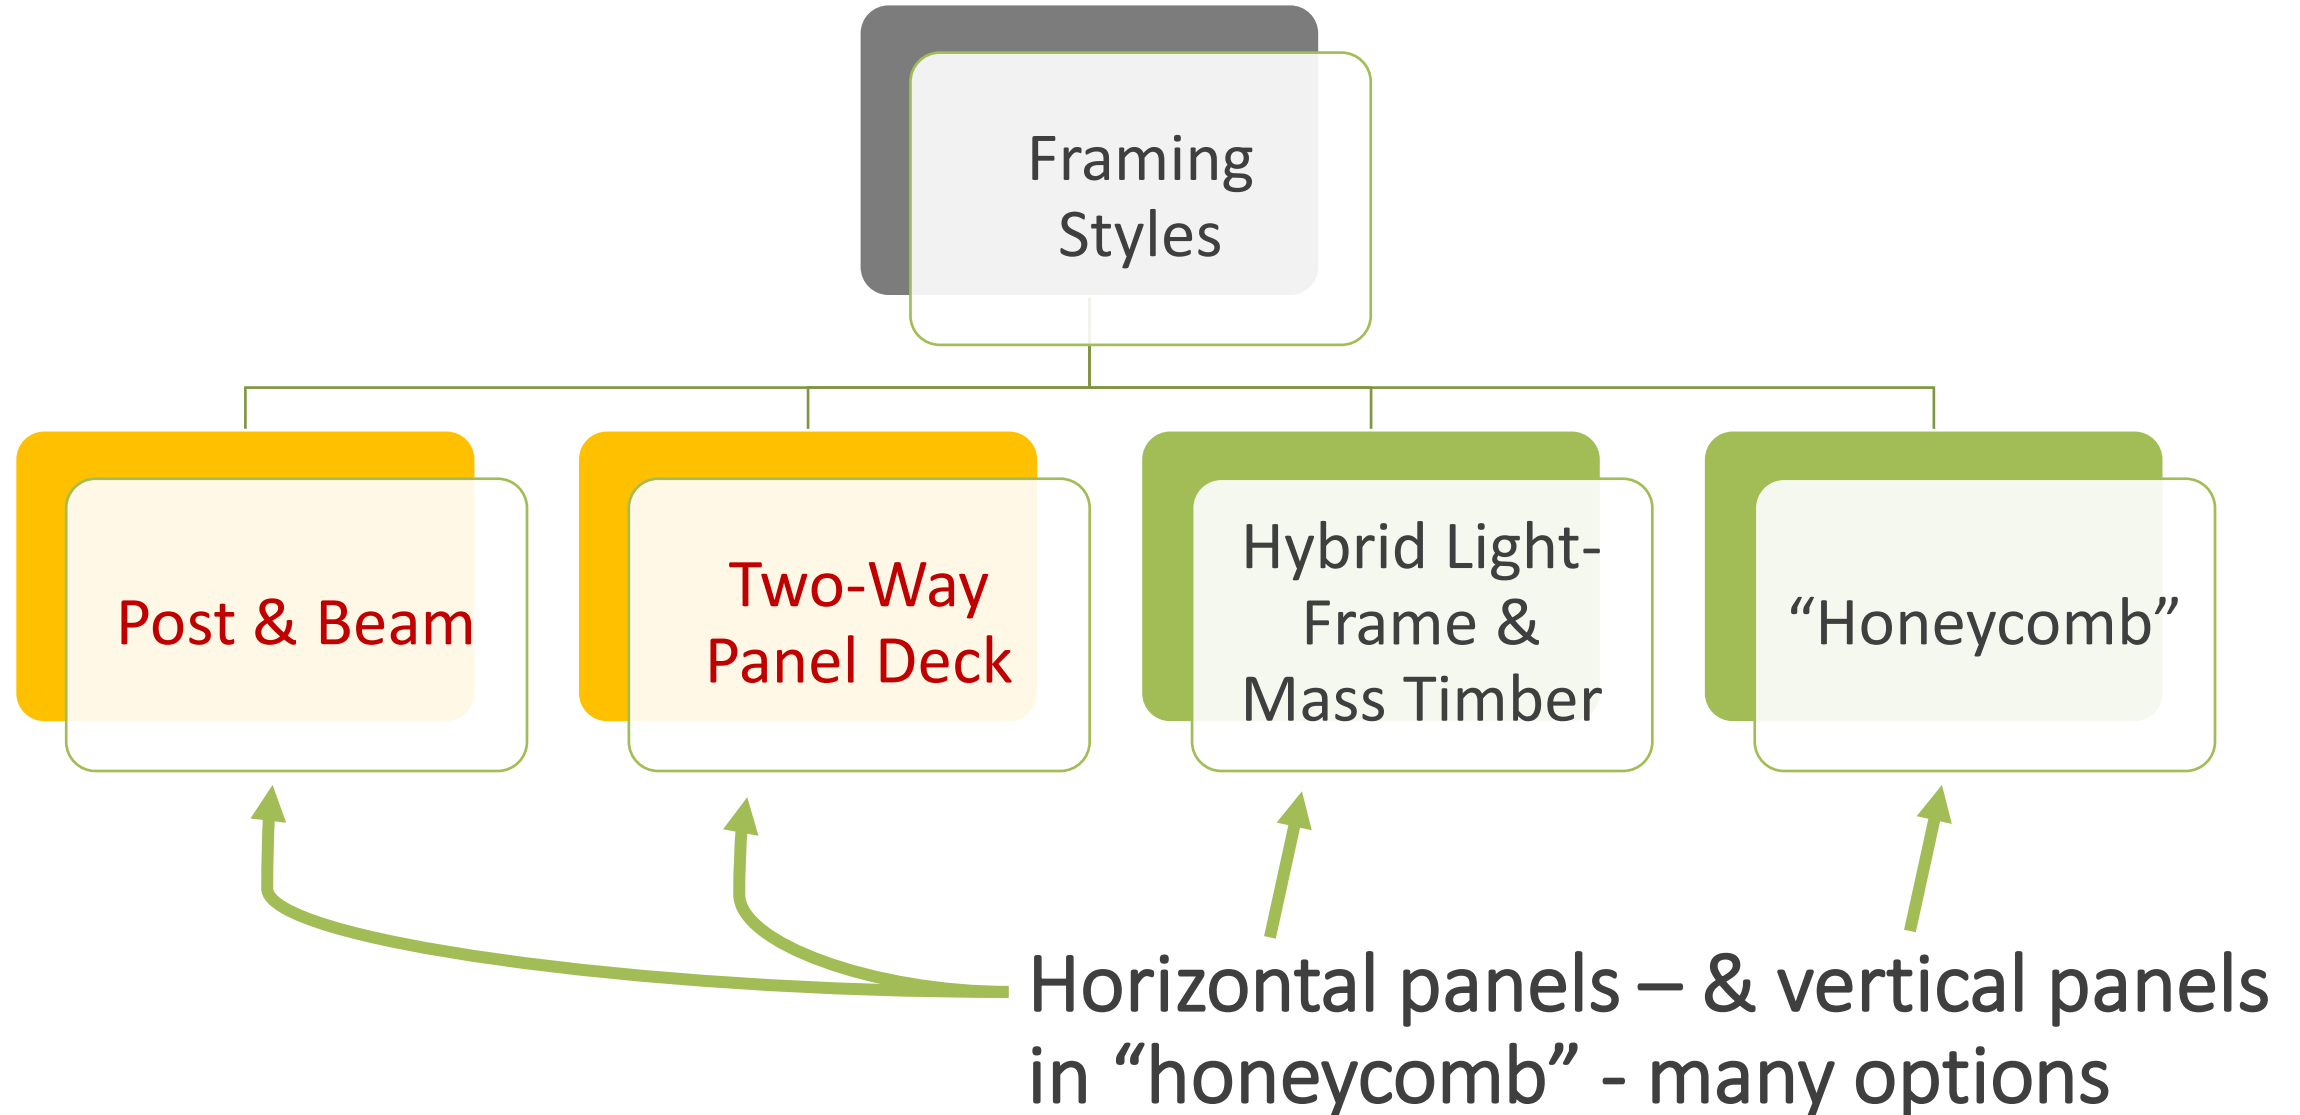 Framing
Styles
Post & Beam
Two-Way
Panel Deck
Hybrid Light-
Frame &
Mass Timber
“Honeycomb”
Horizontal panels – & vertical panels
in “honeycomb” - many options